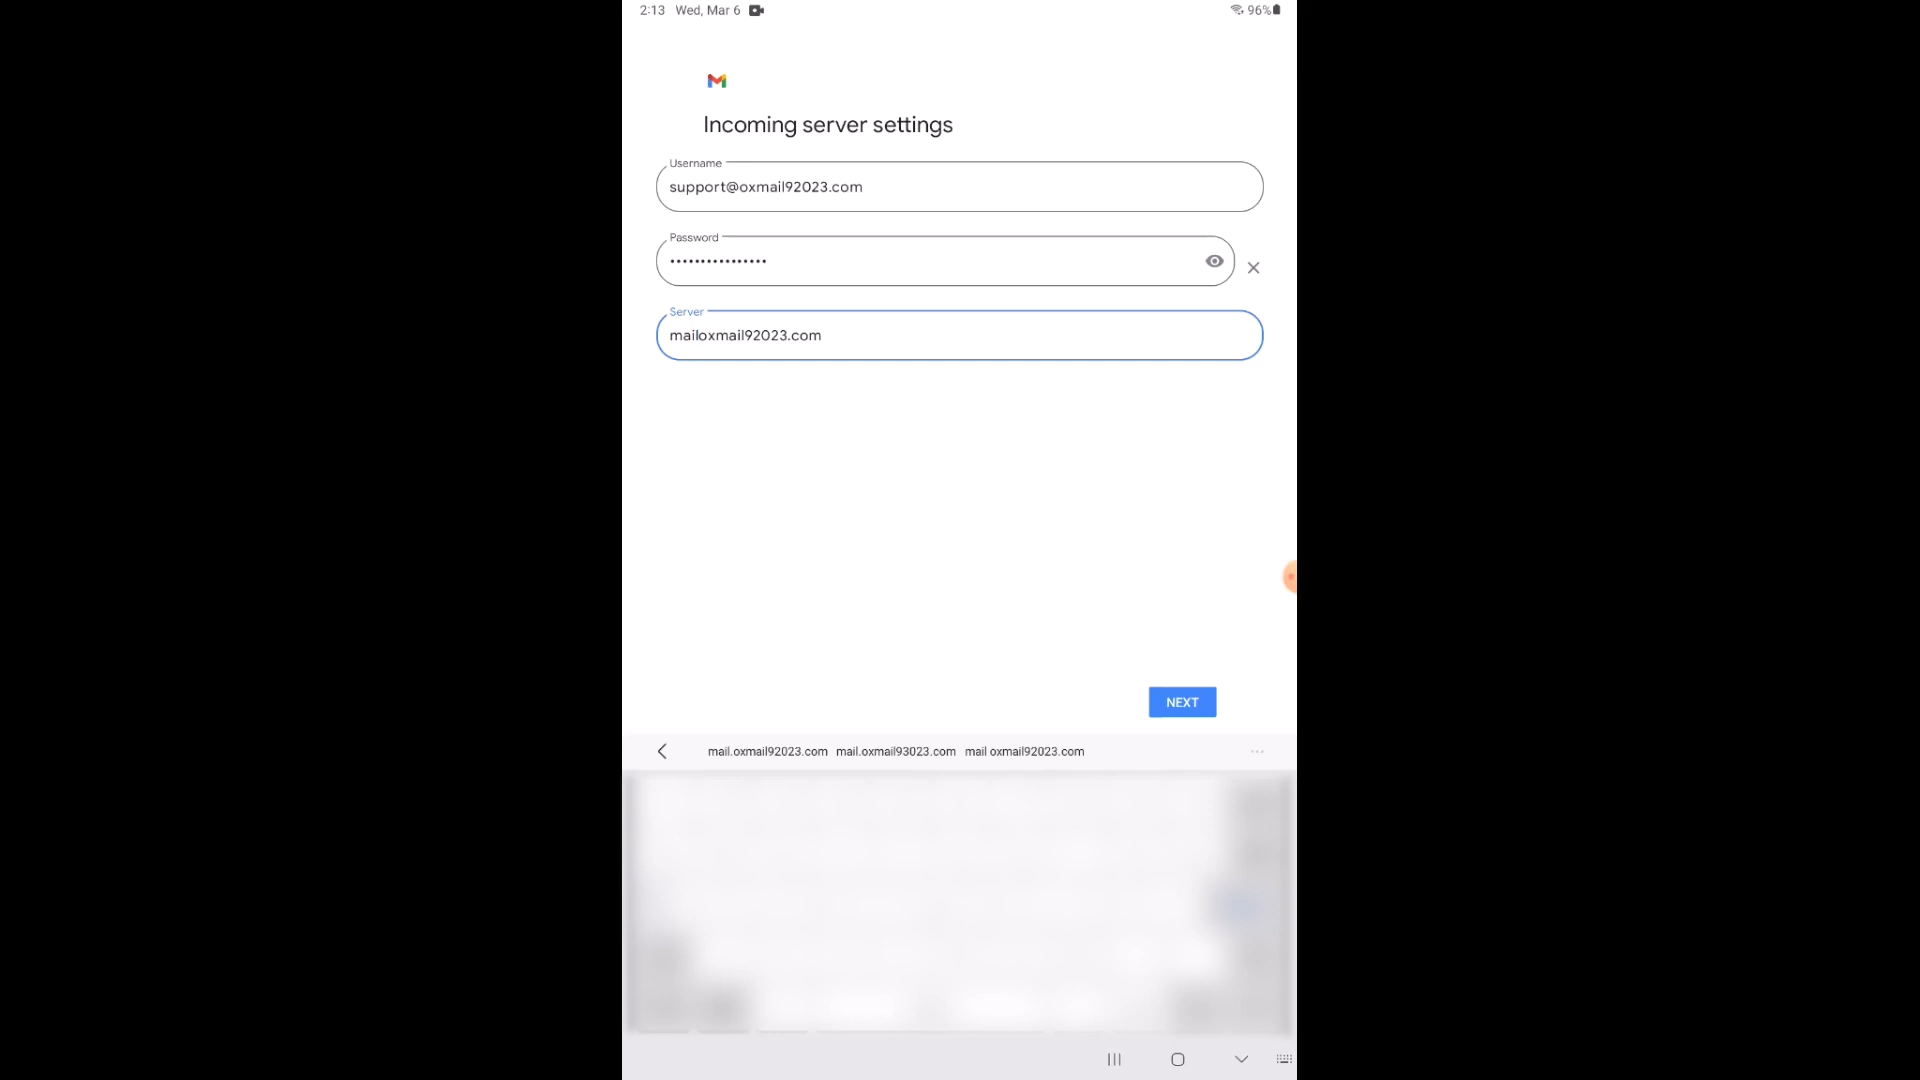 2:13 Wed, Mar 6 96%
Incoming server settings
Username
support@oxmail92023.com
Password
••••••••••••••••
Server
mailoxmail92023.com
NEXT
mail.oxmail92023.com mail.oxmail93023.com mail oxmail92023.com